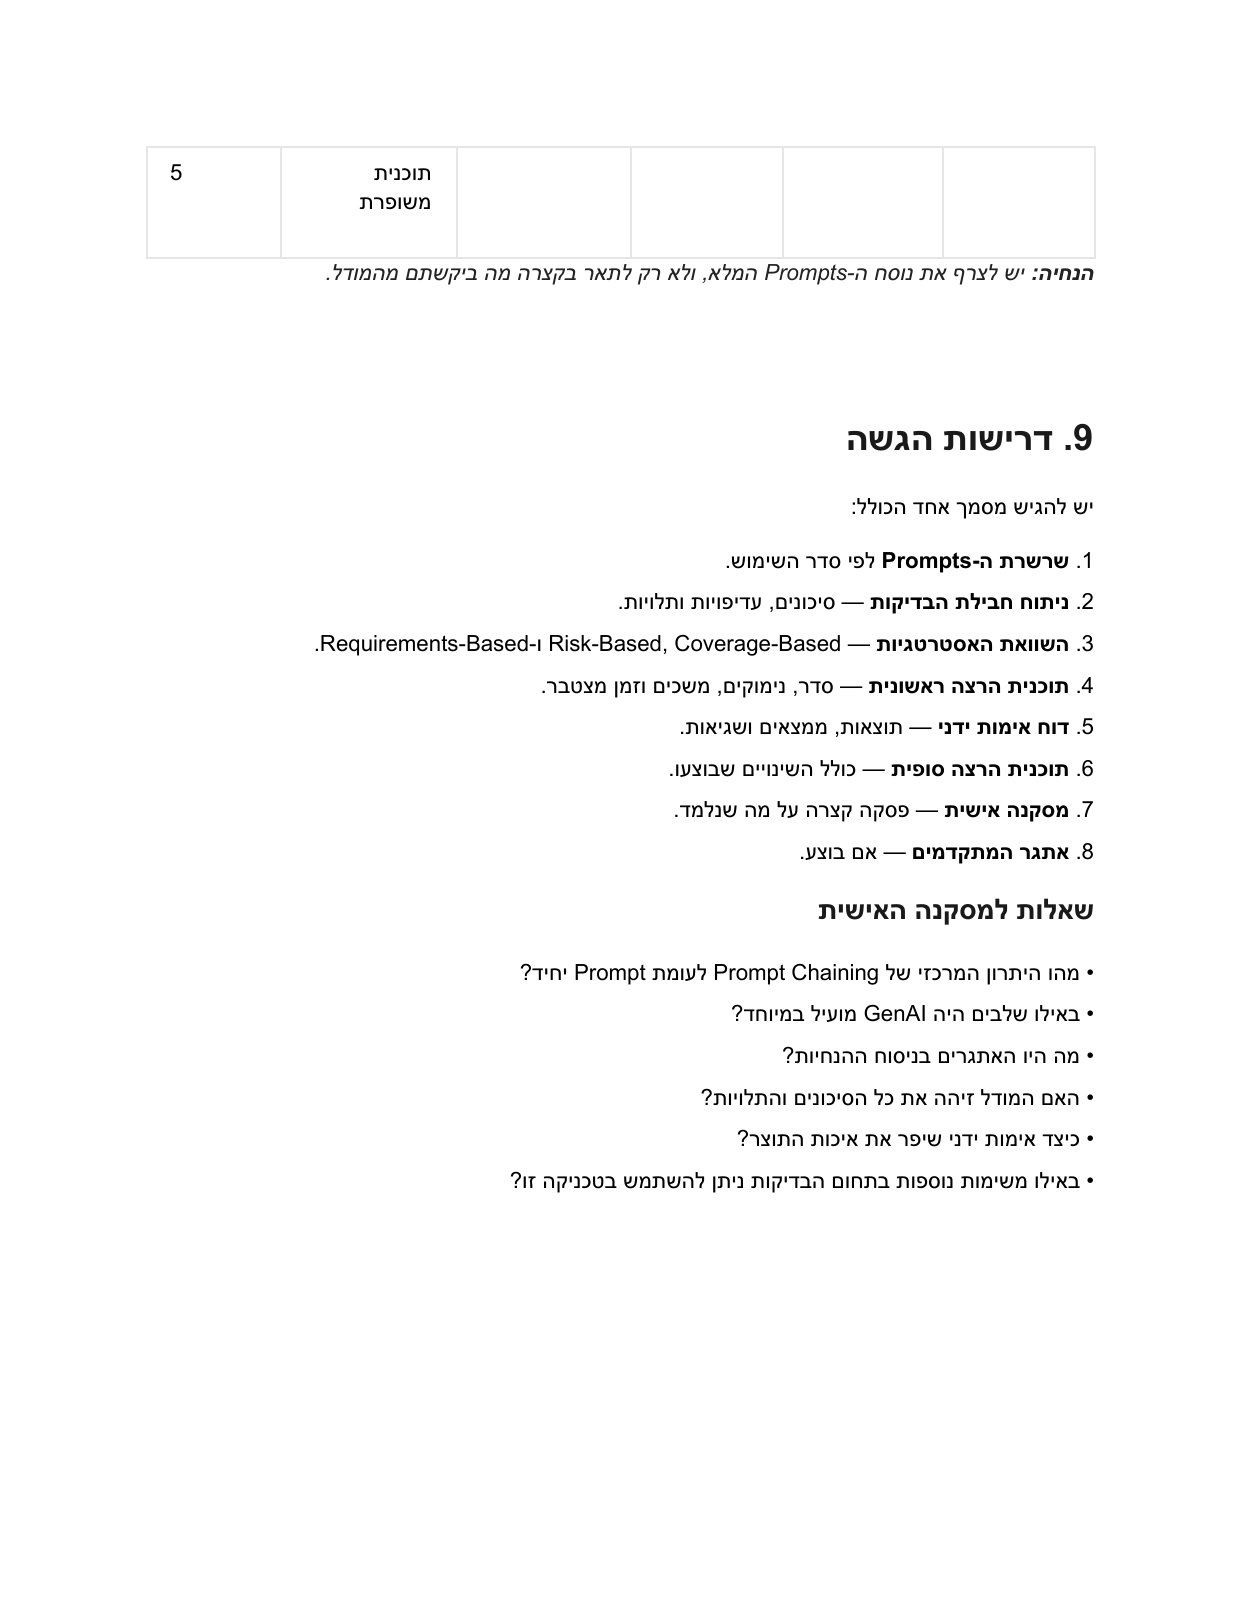 5 תוכנית
משופרת
הנחיה: יש לצרף את נוסח ה-Prompts המלא, ולא רק לתאר בקצרה מה ביקשתם מהמודל.
9. דרישות הגשה
יש להגיש מסמך אחד הכולל:
1. שרשרת ה-Prompts לפי סדר השימוש.
2. ניתוח חבילת הבדיקות — סיכונים, עדיפויות ותלויות.
3. השוואת האסטרטגיות — Risk-Based, Coverage-Based ו-Requirements-Based.
4. תוכנית הרצה ראשונית — סדר, נימוקים, משכים וזמן מצטבר.
5. דוח אימות ידני — תוצאות, ממצאים ושגיאות.
6. תוכנית הרצה סופית — כולל השינויים שבוצעו.
7. מסקנה אישית — פסקה קצרה על מה שנלמד.
8. אתגר המתקדמים — אם בוצע.
שאלות למסקנה האישית
• מהו היתרון המרכזי של Prompt Chaining לעומת Prompt יחיד?
• באילו שלבים היה GenAI מועיל במיוחד?
• מה היו האתגרים בניסוח ההנחיות?
• האם המודל זיהה את כל הסיכונים והתלויות?
• כיצד אימות ידני שיפר את איכות התוצר?
• באילו משימות נוספות בתחום הבדיקות ניתן להשתמש בטכניקה זו?